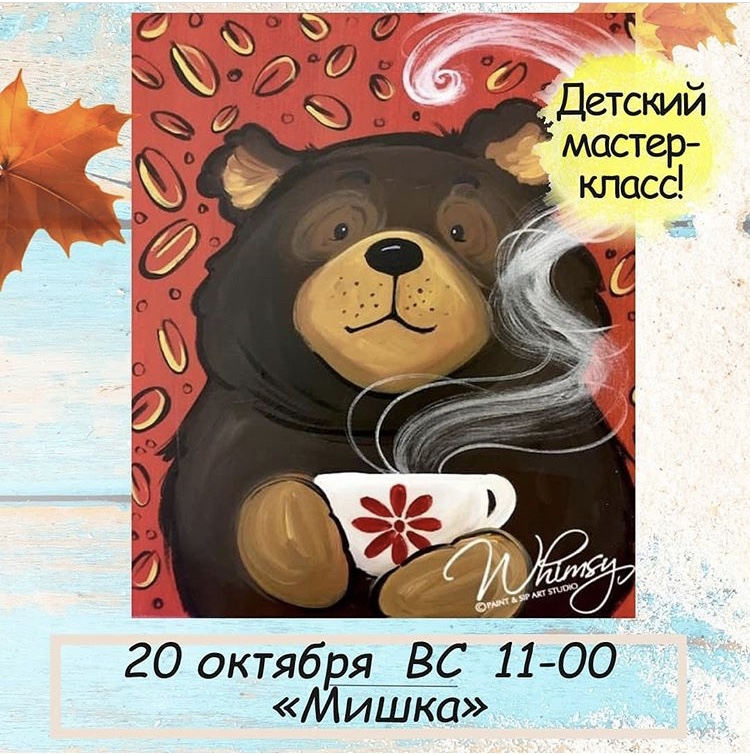 Детский
мастер-
класс!
Whimsy
© PAINT & SIP ART STUDIO
20 октября ВС 11-00
«Мишка»